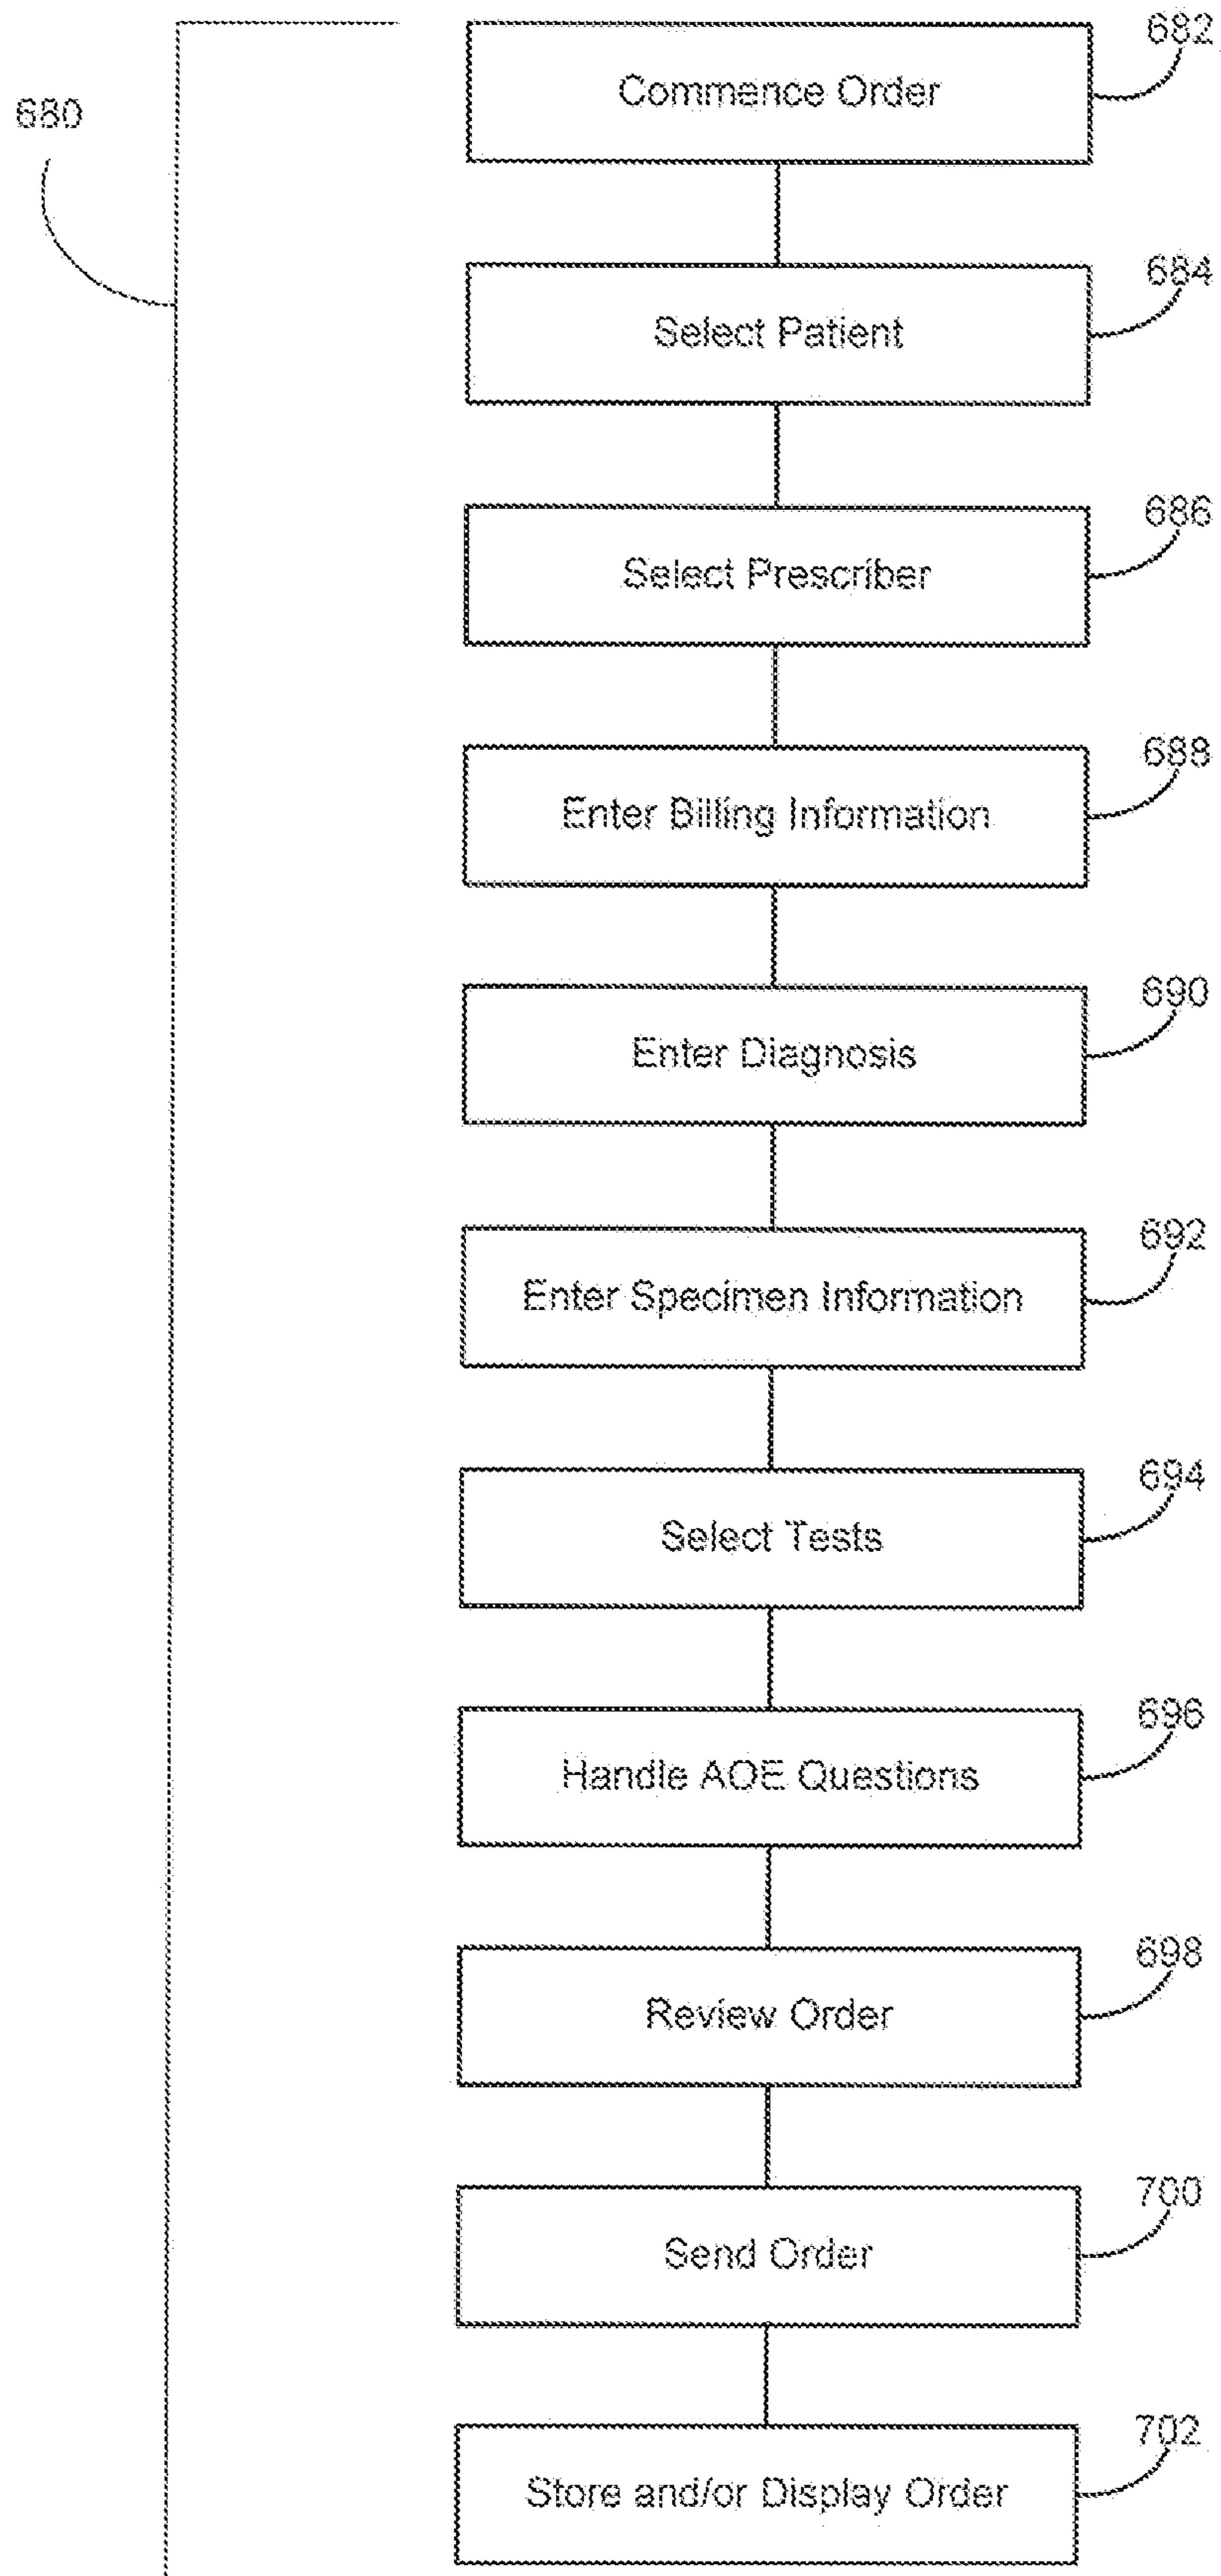 682
Commence Order
680
684
Select Patient
686
Select Prescriber
688
Enter Billing Information
690
Enter Diagnosis
692
Enter Specimen Information
694
Select Tests
696
Handle AOE Questions
698
Review Order
700
Send Order
702
Store and/or Display Order